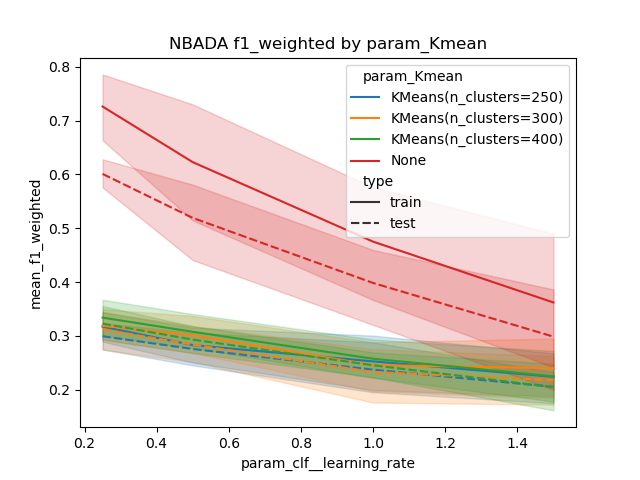 NBADA f1_weighted by param_Kmean
mean_f1_weighted
0.8
0.7
0.6
0.5
0.4
0.3
0.2
param_Kmean
KMeans(n_clusters=250)
KMeans(n_clusters=300)
KMeans(n_clusters=400)
None
type
train
test
0.2 0.4 0.6 0.8 1.0 1.2 1.4
param_clf__learning_rate